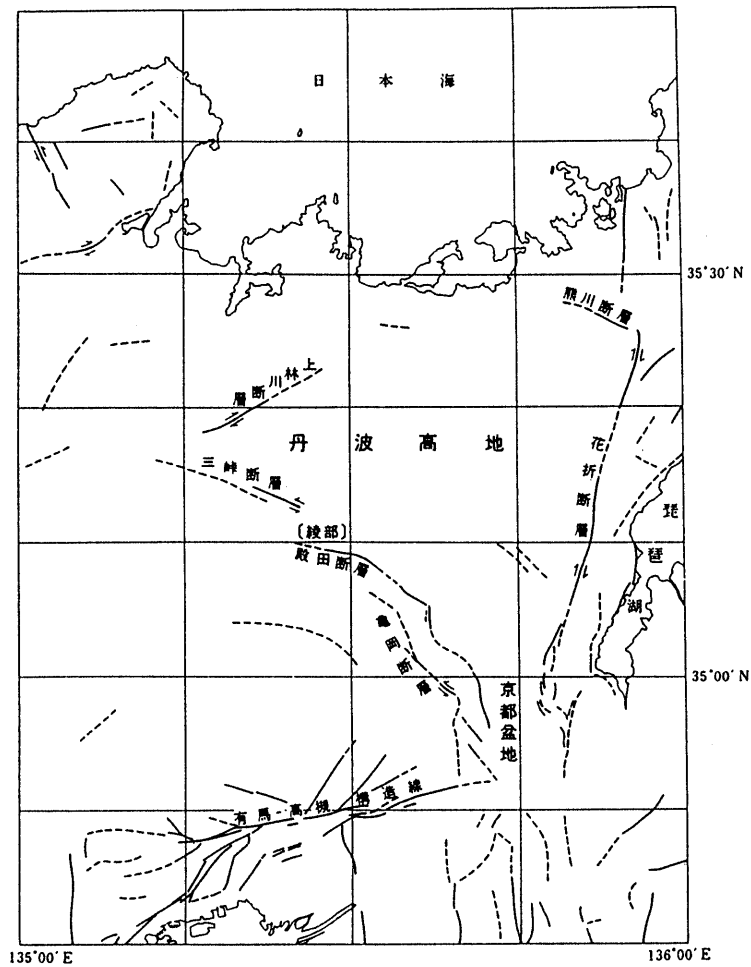 日本海
35°30′N
熊川断層
上林川断層
丹波高地
花折断層
三峠断層
琵琶湖
〔綾部〕
殿田断層
亀岡断層
35°00′N
京都盆地
有馬-高槻構造線
135°00′E
136°00′E